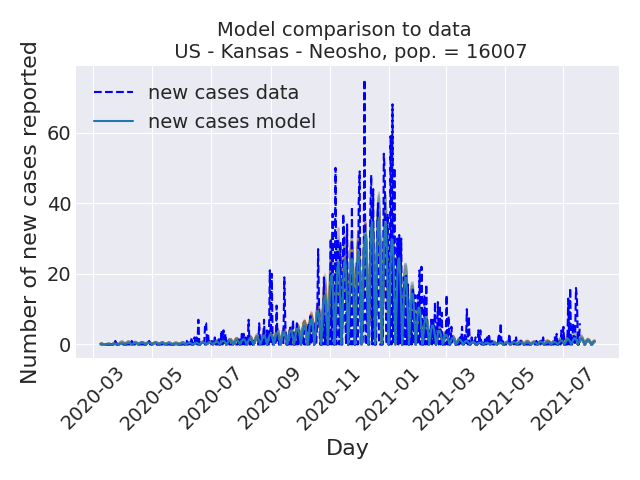 Model comparison to data
US - Kansas - Neosho, pop. = 16007
new cases data
new cases model
Number of new cases reported
60
40
20
0
2020-03
2020-05
2020-07
2020-09
2020-11
2021-01
2021-03
2021-05
2021-07
Day